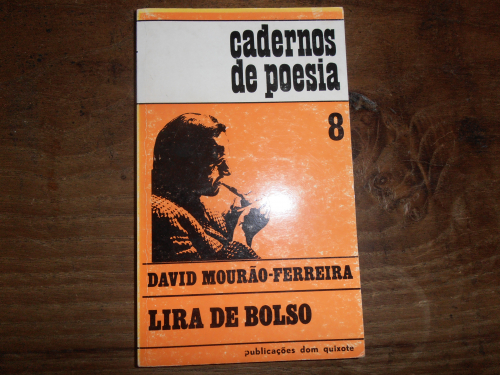 cadernos
de poesia
8
DAVID MOURÃO-FERREIRA
LIRA DE BOLSO
publicações dom quixote